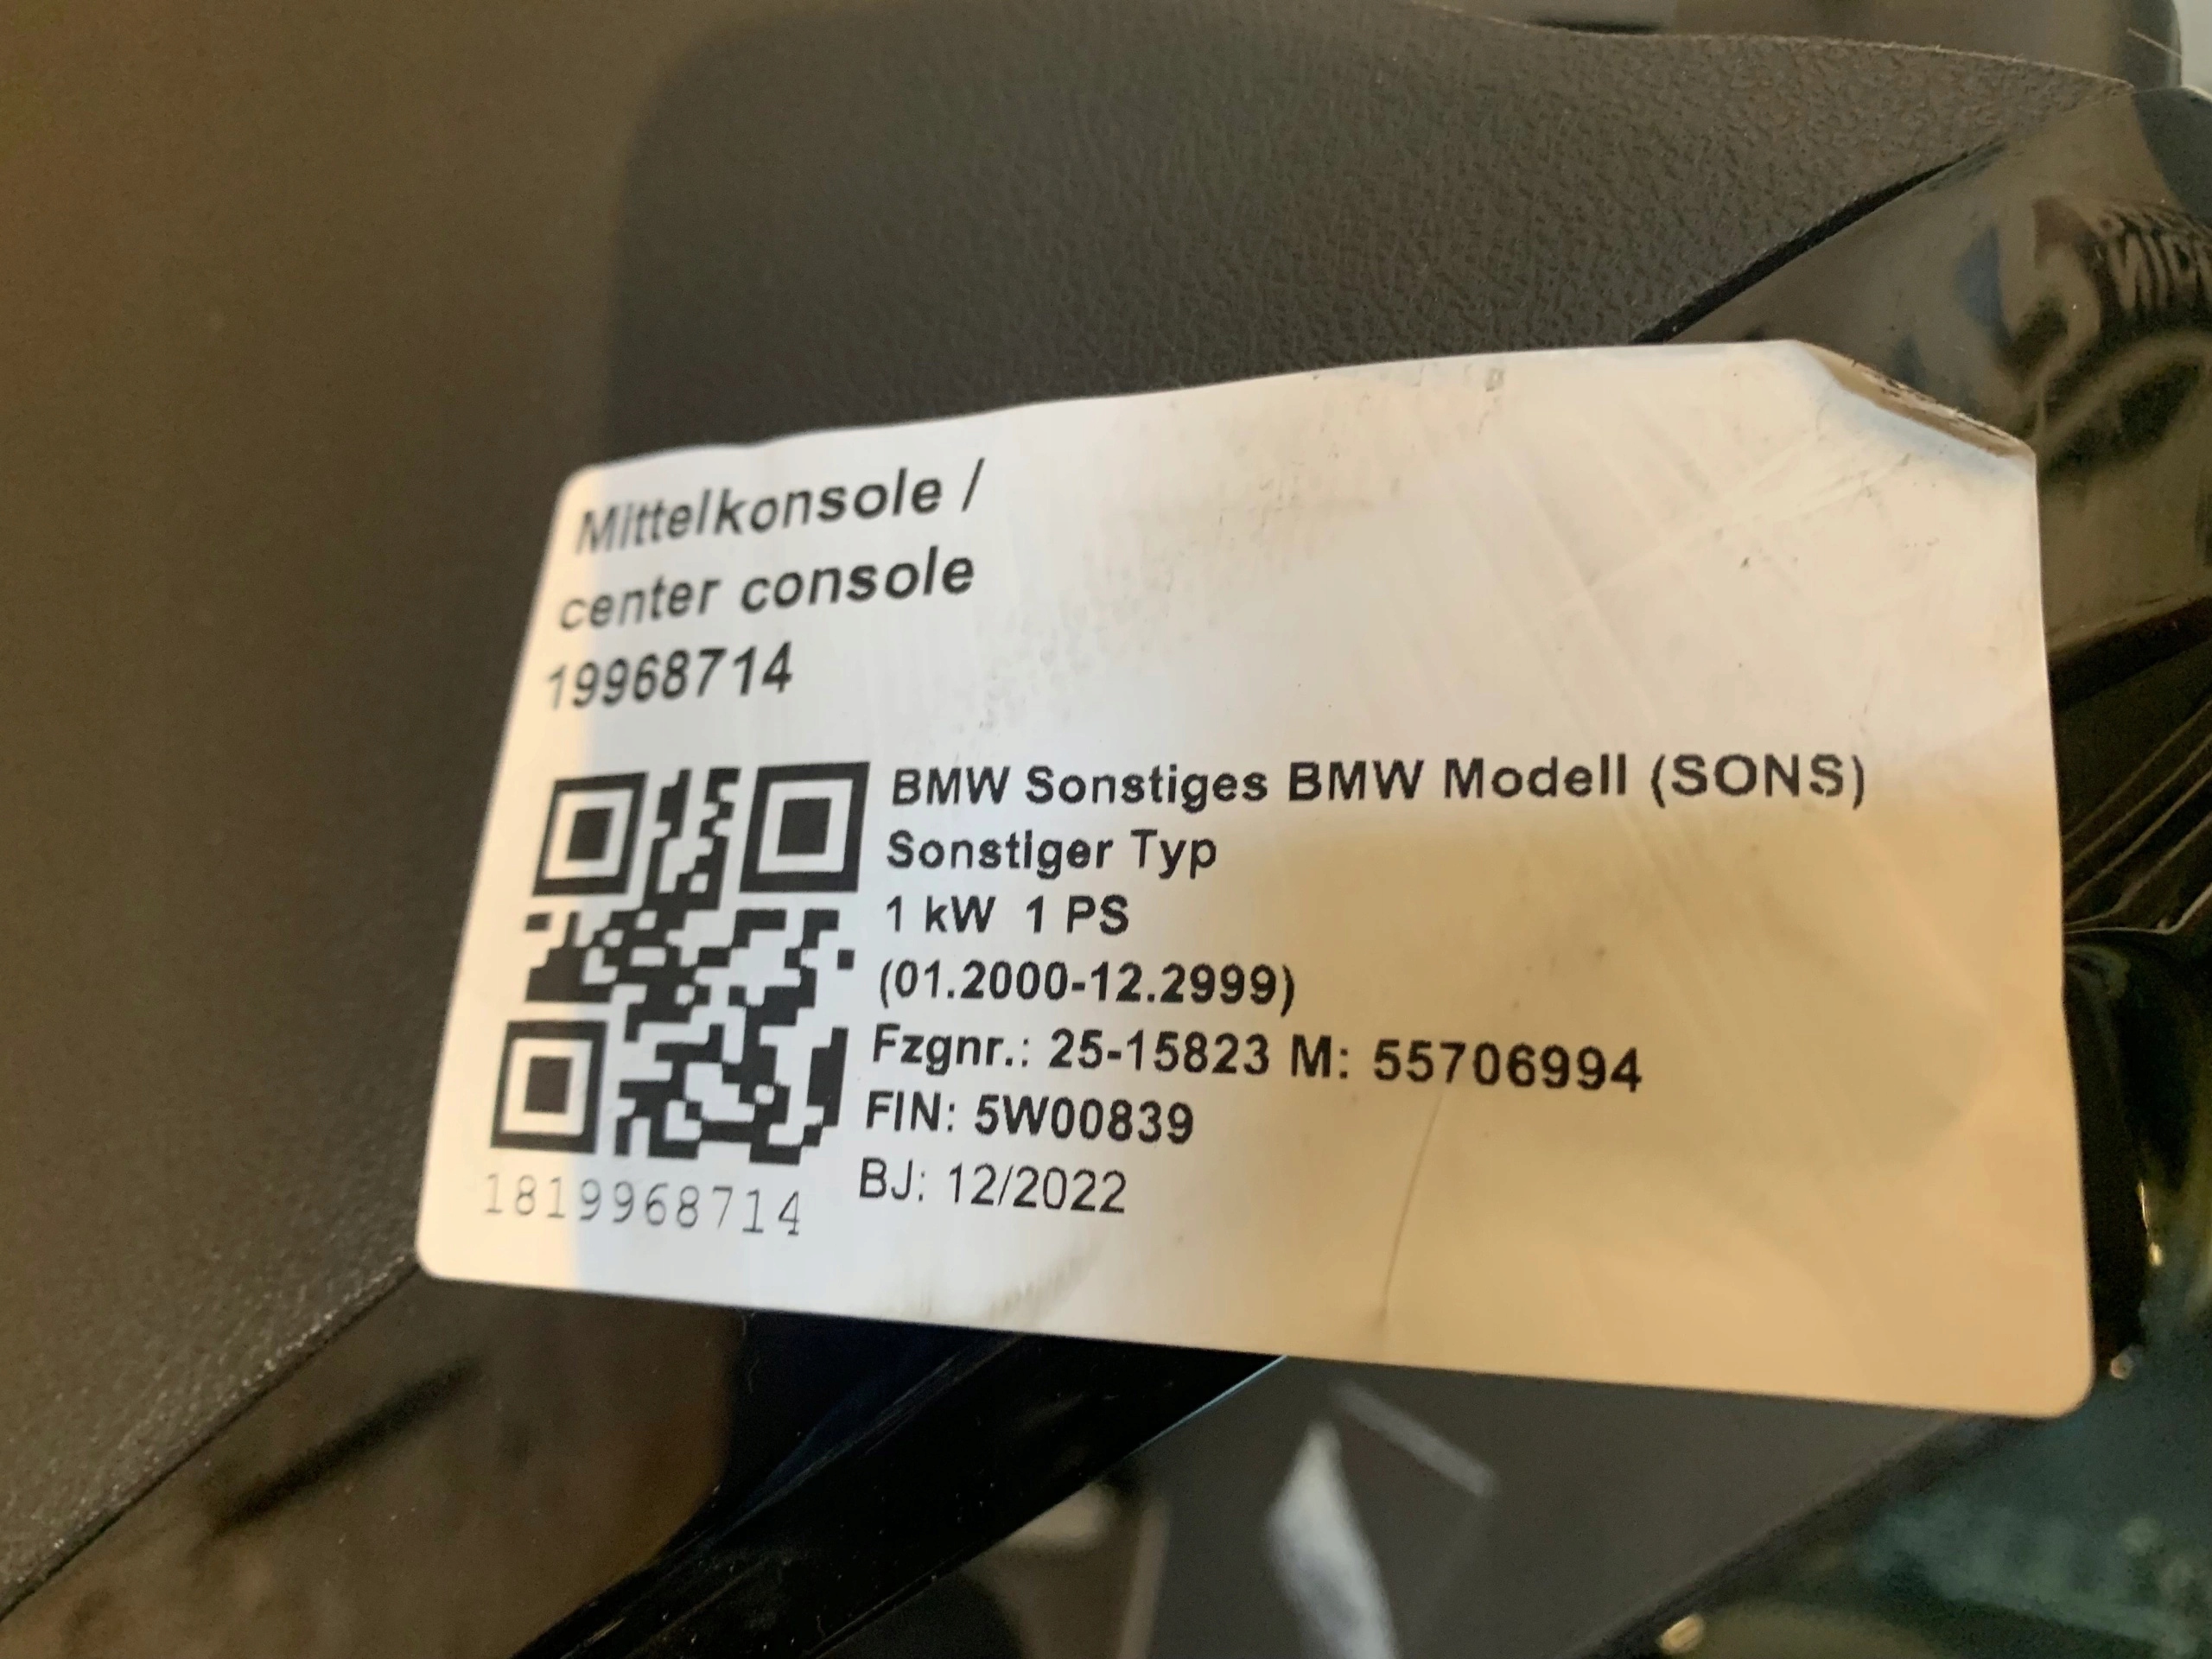 Mittelkonsole /
center console
19968714
BMW Sonstiges BMW Modell (SONS)
Sonstiger Typ
1 kW 1 PS
(01.2000-12.2999)
Fzgnr.: 25-15823 M: 55706994
FIN: 5W00839
BJ: 12/2022
1819968714